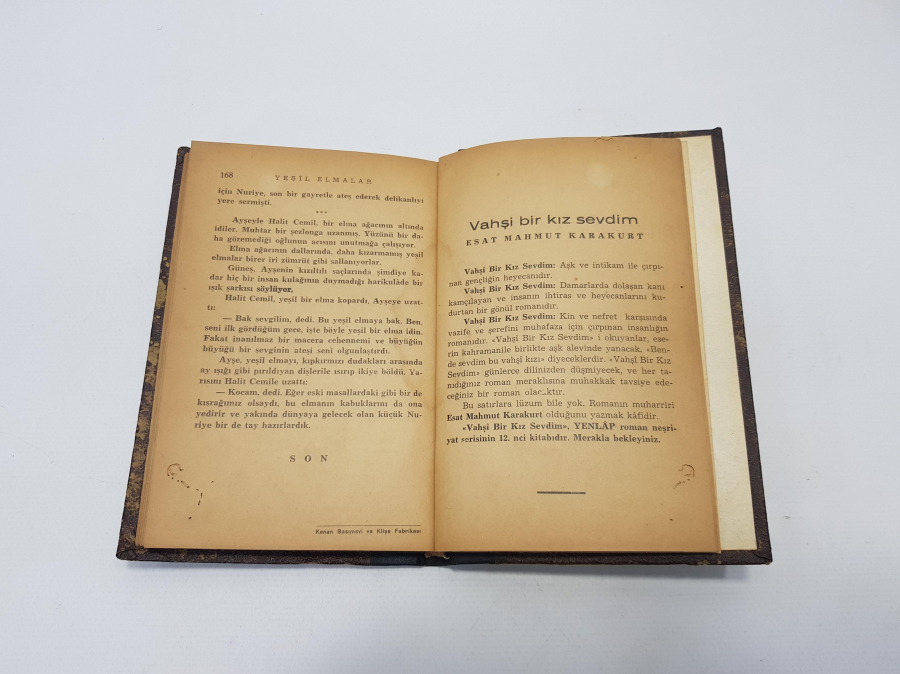 168
YEŞİL ELMALAR
için Nuriye, son bir gayretle ateş ederek delikanlıyı
yere sermişti.
***
Ayşeyle Halit Cemil, bir elma ağacının altında
idiler. Muhtar bir şezlonga uzanmış. Yüzünü bir da-
ha göremediği oğlunun acısını unutmağa çalışıyor.
Elma ağacının dallarında, daha kızarmamış yeşil
elmalar birer iri zümrüt gibi sallanıyorlar.
Güneş, Ayşenin kızıltılı saçlarında şimdiye ka-
dar hiç bir insan kulağının duymadığı harikulâde bir
ışık şarkısı söylüyor.
Halit Cemil, yeşil bir elma kopardı, Ayşeye uzat-
tı:
— Bak sevgilim, dedi. Bu yeşil elmaya bak. Ben,
seni ilk gördüğüm gece, işte böyle yeşil bir elma idin.
Fakat inanılmaz bir macera cehennemi ve büyüğün
büyüğü bir sevginin ateşi seni olgunlaştırdı.
Ayşe, yeşil elmayı, kıpkırmızı dudakları arasında
ay ışığı gibi pırıldıyan dişlerile ısırıp ikiye böldü. Ya-
rısını Halit Cemile uzattı:
— Kocam, dedi. Eğer eski masallardaki gibi bir de
kısrağımız olsaydı, bu elmanın kabuklarını da ona
yedirir ve yakında dünyaya gelecek olan küçük Nu-
riye bir de tay hazırlardık.
SON
Kenan Basımevi ve Klişe Fabrikası
Vahşi bir kız sevdim
ESAT MAHMUT KARAKURT
Vahşî Bir Kız Sevdim: Aşk ve intikam ile çırpı-
nan gençliğin heyecanıdır.
Vahşî Bir Kız Sevdim: Damarlarda dolaşan kanı
kamçılayan ve insanın ihtiras ve heyecanlarını ku-
durtan bir gönül romanıdır.
Vahşî Bir Kız Sevdim: Kin ve nefret karşısında
vazife ve şerefini muhafaza için çırpınan insanlığın
romanıdır. «Vahşî Bir Kız Sevdim» i okuyanlar, ese-
rin kahramanile birlikte aşk alevinde yanacak, «Ben-
de sevdim bu vahşî kızı» diyeceklerdir. «Vahşî Bir Kız
Sevdim» günlerce dilinizden düşmiyecek, ve her ta-
nıdığınız roman meraklısına muhakkak tavsiye ede-
ceğiniz bir roman olacaktır.
Bu satırlara lüzum bile yok. Romanın muharriri
Esat Mahmut Karakurt olduğunu yazmak kâfidir.
«Vahşî Bir Kız Sevdim», YENLÂP roman neşri-
yat serisinin 12. nci kitabıdır. Merakla bekleyiniz.